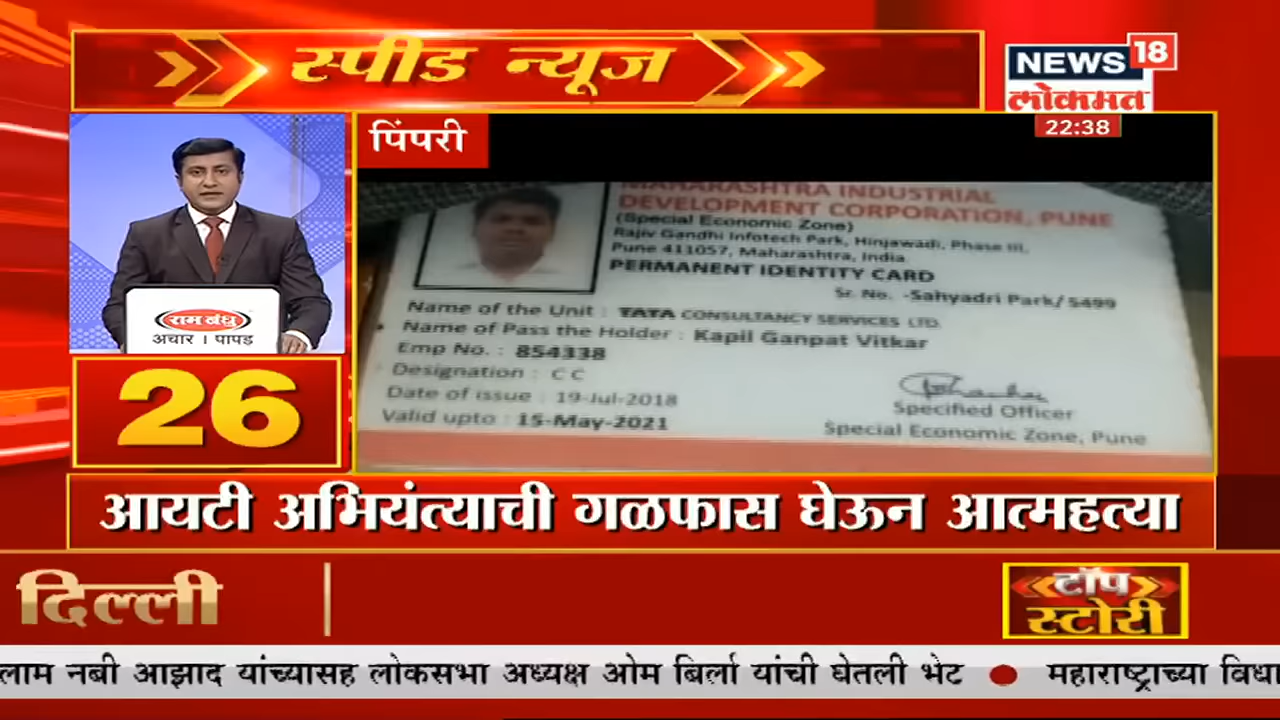 स्पीड न्यूज
NEWS 18
लोकमत
22:38
पिंपरी
MAHARASHTRA INDUSTRIAL
DEVELOPMENT CORPORATION, PUNE
(Special Economic Zone)
Rajiv Gandhi Infotech Park, Hinjawadi, Phase III,
Pune 411057, Maharashtra, India
PERMANENT IDENTITY CARD
Sr. No. -Sahyadri Park/ 5499
Name of the Unit : TATA CONSULTANCY SERVICES LTD.
Name of Pass the Holder : Kapil Ganpat Vitkar
Emp No. : 854338
Designation : C C
Date of issue : 19-Jul-2018
Valid upto : 15-May-2021
Specified Officer
Special Economic Zone, Pune
राम बंधु
अचार । पापड
26
आयटी अभियंत्याची गळफास घेऊन आत्महत्या
दिल्ली
टॉप
स्टोरी
लाम नबी आझाद यांच्यासह लोकसभा अध्यक्ष ओम बिर्ला यांची घेतली भेट ● महाराष्ट्राच्या विधा